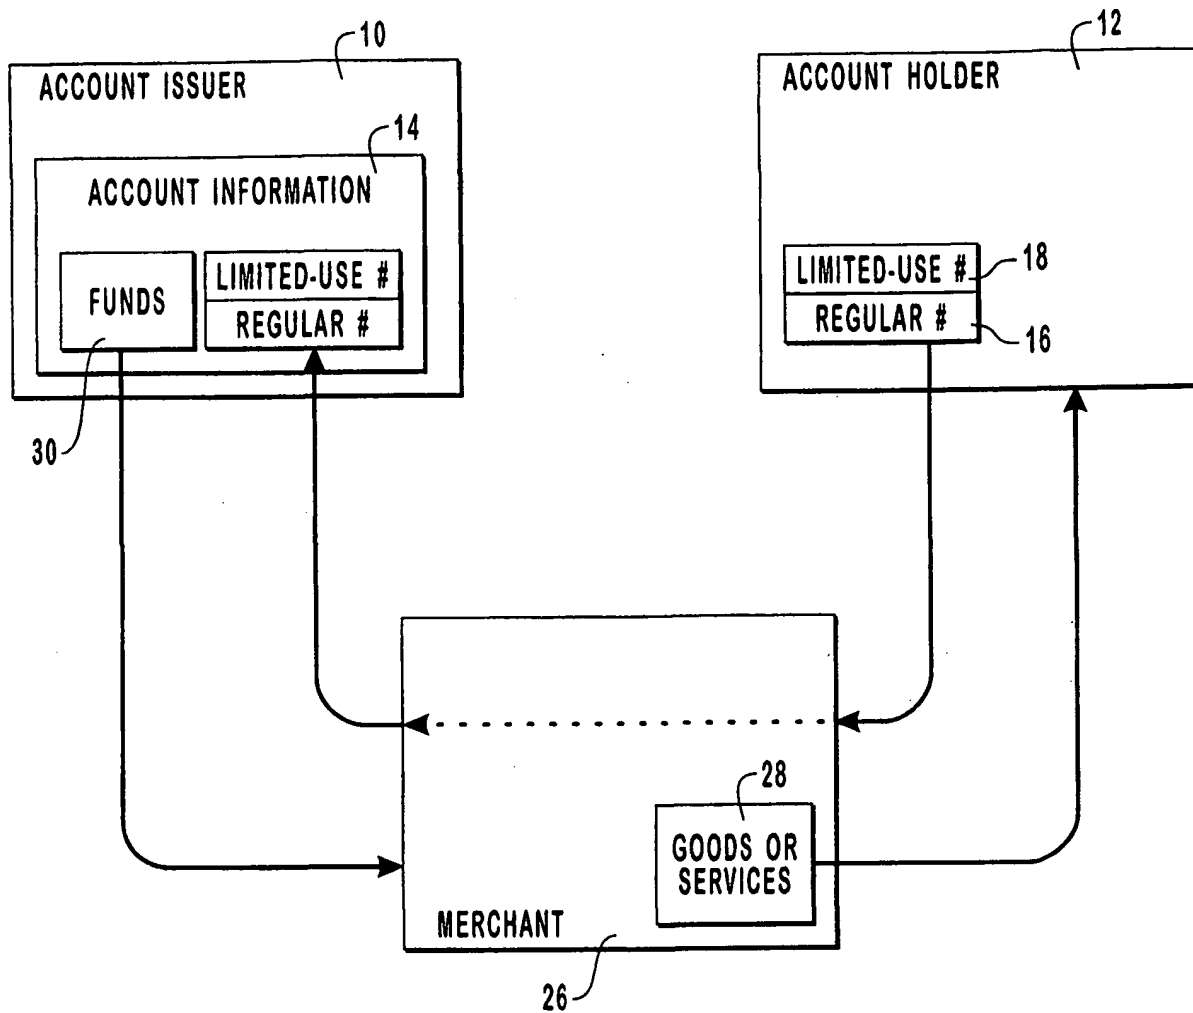 10
ACCOUNT ISSUER
14
ACCOUNT INFORMATION
FUNDS
LIMITED-USE #
REGULAR #
30
12
ACCOUNT HOLDER
LIMITED-USE #
18
REGULAR #
16
28
GOODS OR
SERVICES
MERCHANT
26